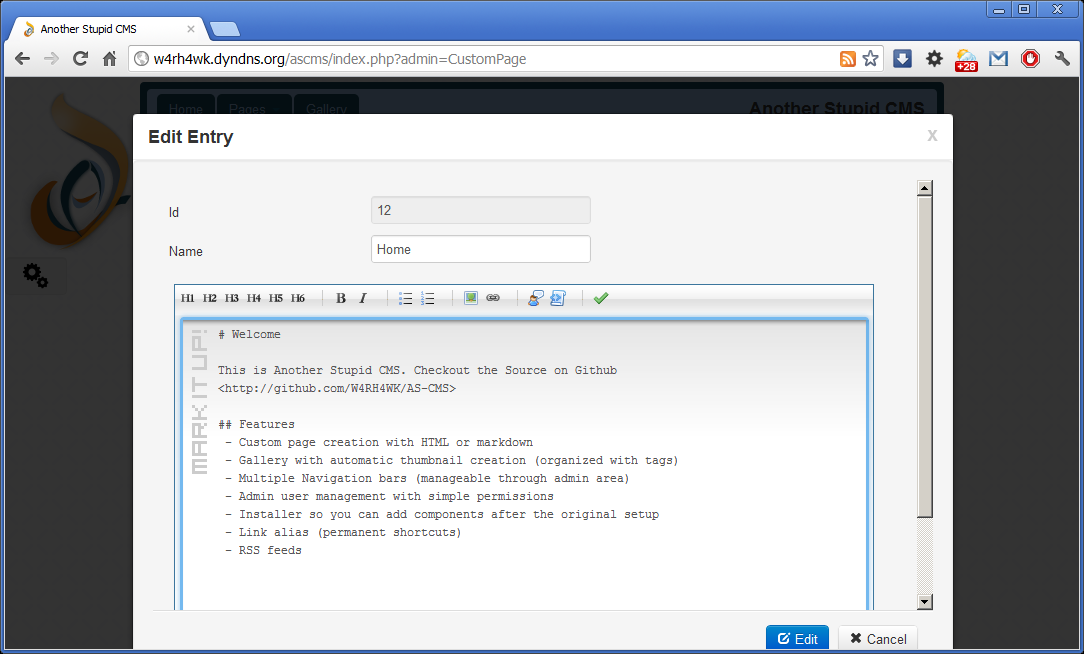 Another Stupid CMS
w4rh4wk.dyndns.org/ascms/index.php?admin=CustomPage
+28
Home Pages Gallery Another Stupid CMS
Edit Entry x
Id 12
Name Home
H1 H2 H3 H4 H5 H6 B I
MARK IT UP!
# Welcome
This is Another Stupid CMS. Checkout the Source on Github
<http://github.com/W4RH4WK/AS-CMS>
## Features
- Custom page creation with HTML or markdown
- Gallery with automatic thumbnail creation (organized with tags)
- Multiple Navigation bars (manageable through admin area)
- Admin user management with simple permissions
- Installer so you can add components after the original setup
- Link alias (permanent shortcuts)
- RSS feeds
Edit Cancel